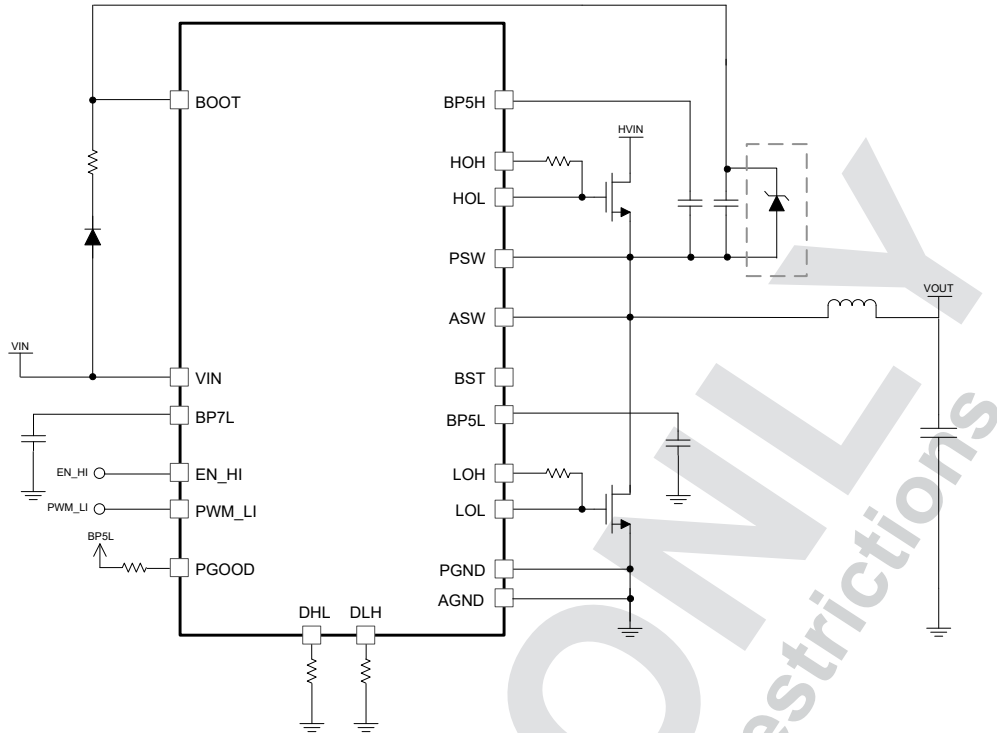 BOOT
BP5H
HVIN
HOH
HOL
PSW
ASW
VOUT
VIN
VIN
BST
BP7L
BP5L
EN_HI
EN_HI
LOH
PWM_LI
PWM_LI
LOL
BP5L
PGOOD
PGND
AGND
DHL
DLH
ONLY
estrictions